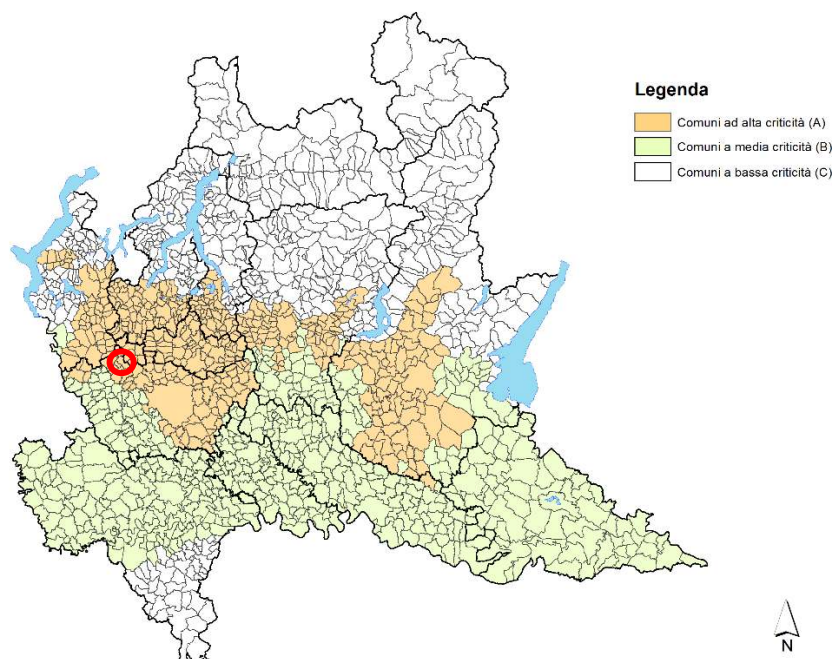 Legenda
Comuni ad alta criticità (A)
Comuni a media criticità (B)
Comuni a bassa criticità (C)
N